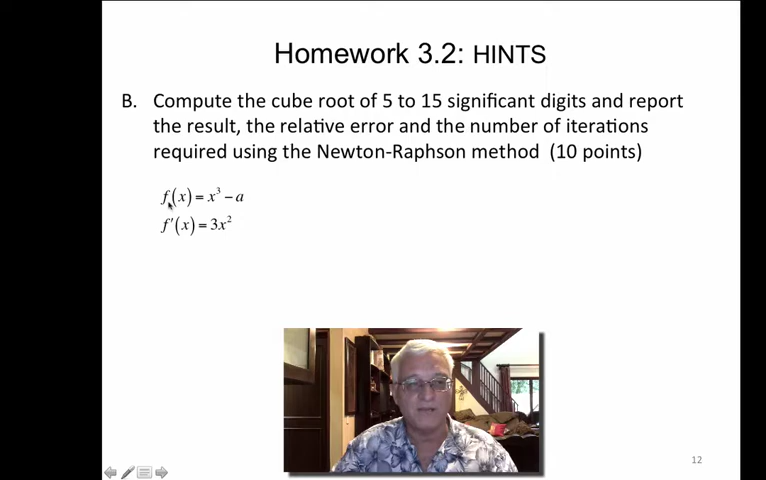 Homework 3.2: HINTS
B. Compute the cube root of 5 to 15 significant digits and report
the result, the relative error and the number of iterations
required using the Newton-Raphson method (10 points)
f(x) = x³ − a
f′(x) = 3x²
12